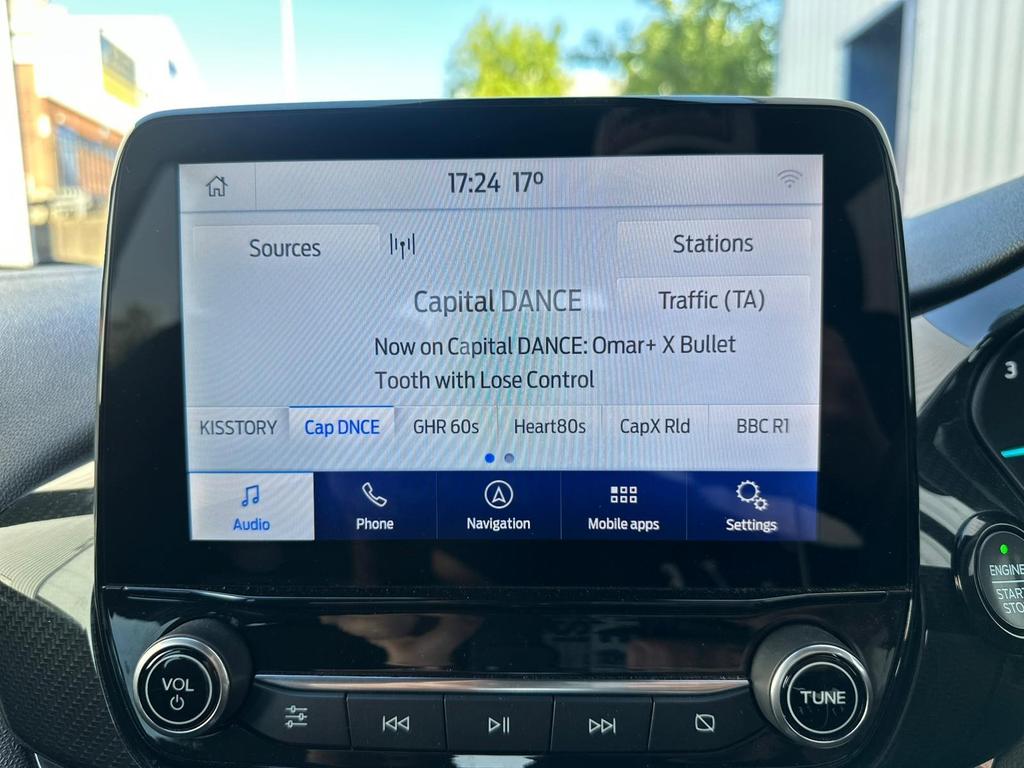 17:24 17°
Sources
Stations
Capital DANCE
Traffic (TA)
Now on Capital DANCE: Omar+ X Bullet
Tooth with Lose Control
KISSTORY Cap DNCE GHR 60s Heart80s CapX Rld BBC R1
Audio Phone Navigation Mobile apps Settings
3
ENGINE
START
STOP
VOL
TUNE